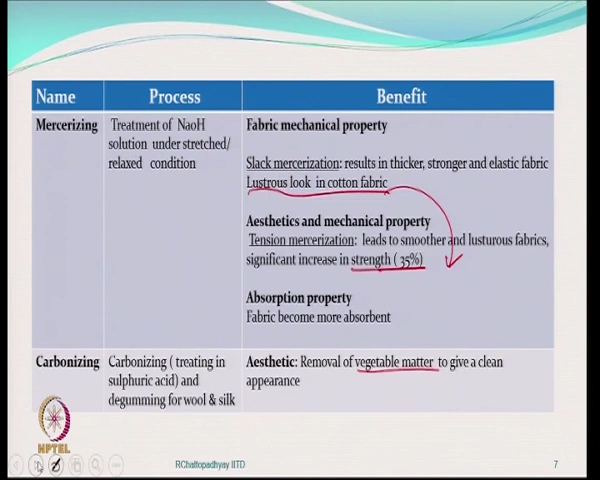 Name Process Benefit
Mercerizing Treatment of NaoH Fabric mechanical property
solution under stretched/
relaxed condition Slack mercerization: results in thicker, stronger and elastic fabric
Lustrous look in cotton fabric
Aesthetics and mechanical property
Tension mercerization: leads to smoother and lusturous fabrics,
significant increase in strength ( 35%)
Absorption property
Fabric become more absorbent
Carbonizing Carbonizing ( treating in Aesthetic: Removal of vegetable matter to give a clean
sulphuric acid) and appearance
degumming for wool & silk
NPTEL
RChattopadhyay IITD 7